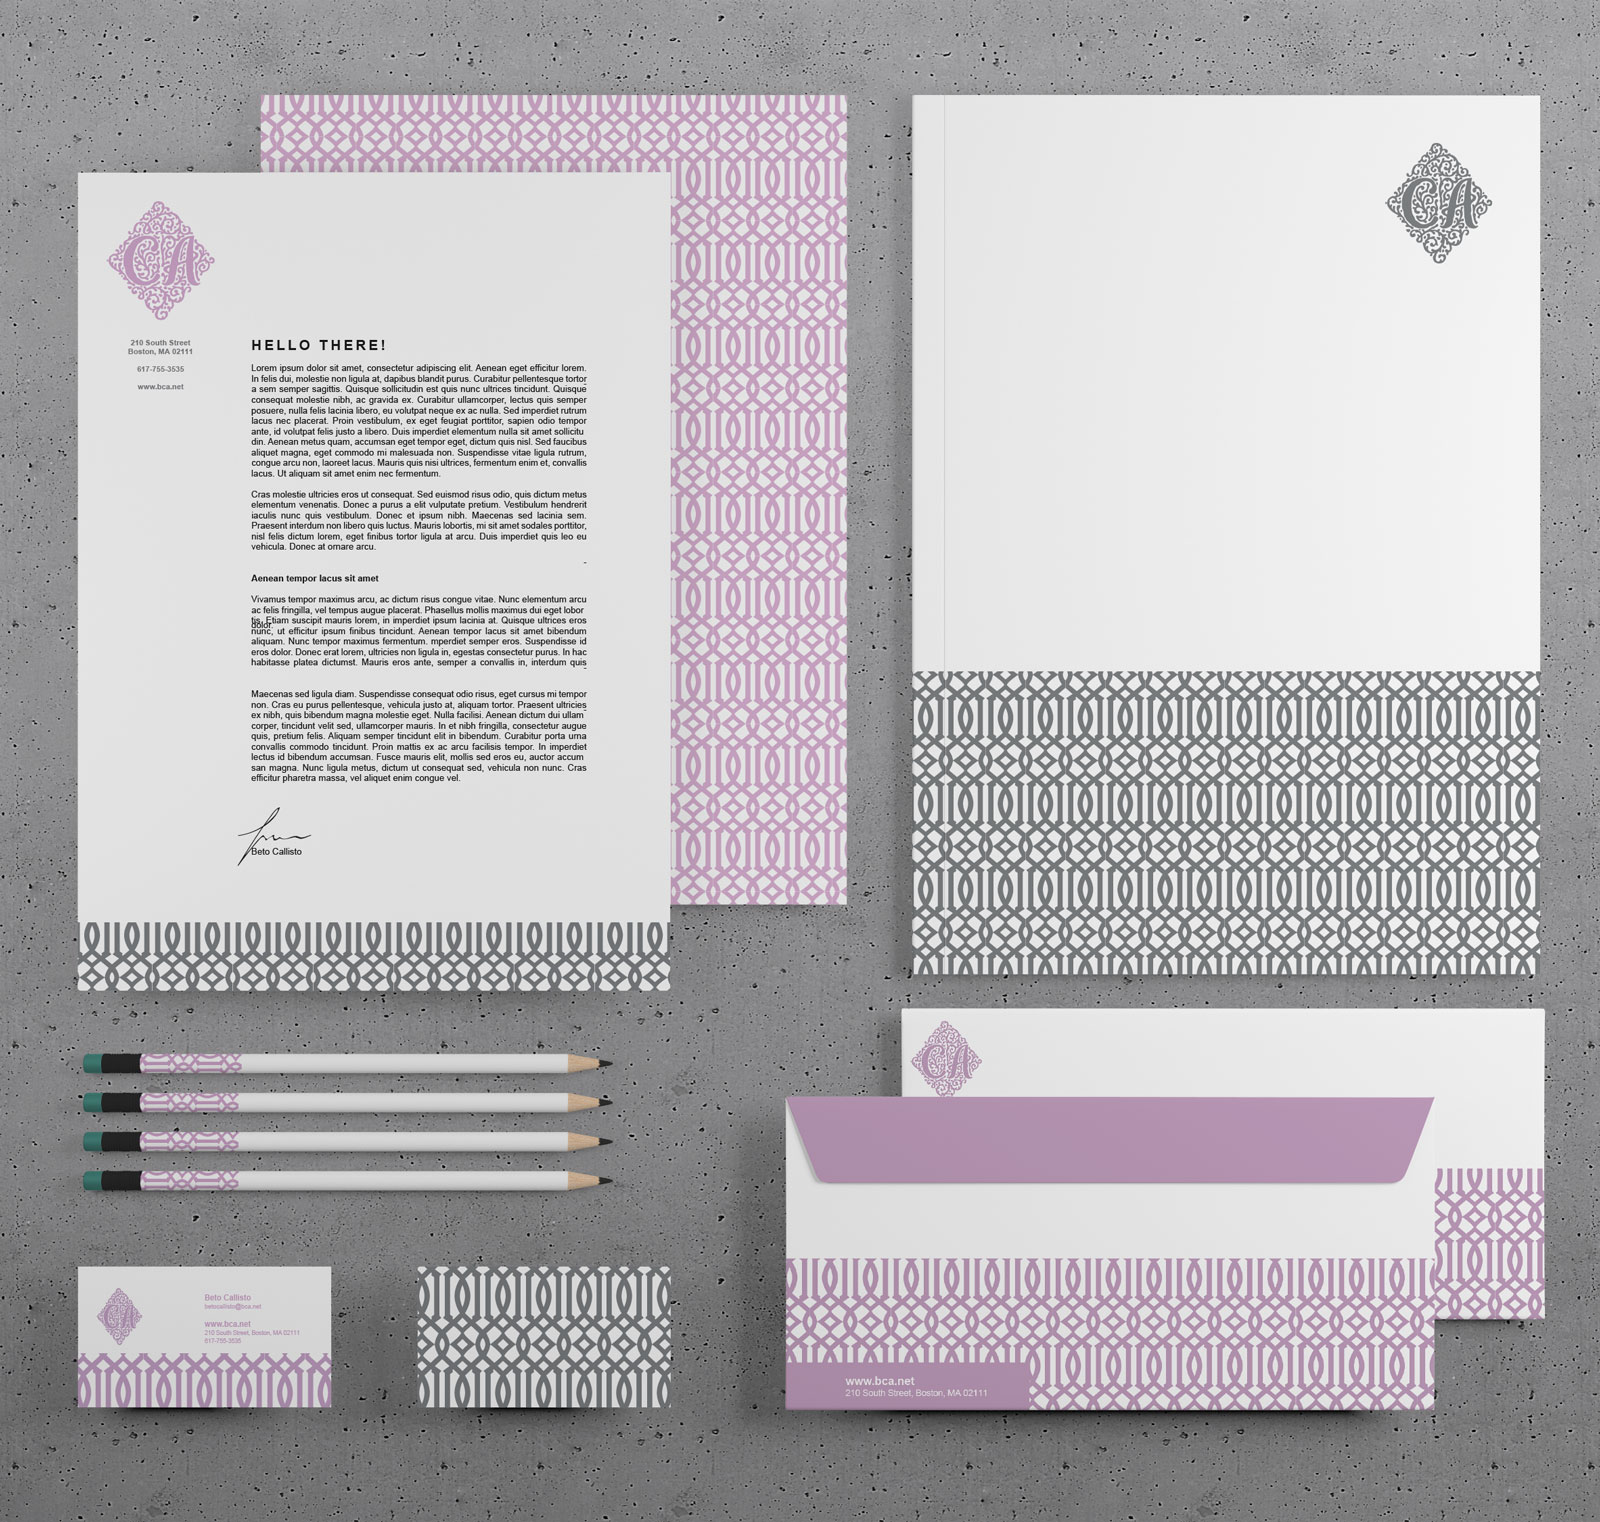 CA
210 South Street
Boston, MA 02111
617-755-3535
www.bca.net
HELLO THERE!
Lorem ipsum dolor sit amet, consectetur adipiscing elit. Aenean eget efficitur lorem.
In felis dui, molestie non ligula at, dapibus blandit purus. Curabitur pellentesque tortor
a sem semper sagittis. Quisque sollicitudin est quis nunc ultrices tincidunt. Quisque
consequat molestie nibh, ac gravida ex. Curabitur ullamcorper, lectus quis semper
posuere, nulla felis lacinia libero, eu volutpat neque ex ac nulla. Sed imperdiet rutrum
lacus nec placerat. Proin vestibulum, ex eget feugiat porttitor, sapien odio tempor
ante, id volutpat felis justo a libero. Duis imperdiet elementum nulla sit amet sollicitu
din. Aenean metus quam, accumsan eget tempor eget, dictum quis nisl. Sed faucibus
aliquet magna, eget commodo mi malesuada non. Suspendisse vitae ligula rutrum,
congue arcu non, laoreet lacus. Mauris quis nisi ultrices, fermentum enim et, convallis
lacus. Ut aliquam sit amet enim nec fermentum.
Cras molestie ultricies eros ut consequat. Sed euismod risus odio, quis dictum metus
elementum venenatis. Donec a purus a elit vulputate pretium. Vestibulum hendrerit
iaculis nunc quis vestibulum. Donec et ipsum nibh. Maecenas sed lacinia sem.
Praesent interdum non libero quis luctus. Mauris lobortis, mi sit amet sodales porttitor,
nisl felis dictum lorem, eget finibus tortor ligula at arcu. Duis imperdiet quis leo eu
vehicula. Donec at ornare arcu.
-
Aenean tempor lacus sit amet
Vivamus tempor maximus arcu, ac dictum risus congue vitae. Nunc elementum arcu
ac felis fringilla, vel tempus augue placerat. Phasellus mollis maximus dui eget lobor
tis. Etiam suscipit mauris lorem, in imperdiet ipsum lacinia at. Quisque ultrices eros
dolor.
nunc, ut efficitur ipsum finibus tincidunt. Aenean tempor lacus sit amet bibendum
aliquam. Nunc tempor maximus fermentum. mperdiet semper eros. Suspendisse id
eros dolor. Donec erat lorem, ultricies non ligula in, egestas consectetur purus. In hac
habitasse platea dictumst. Mauris eros ante, semper a convallis in, interdum quis
-
Maecenas sed ligula diam. Suspendisse consequat odio risus, eget cursus mi tempor
non. Cras eu purus pellentesque, vehicula justo at, aliquam tortor. Praesent ultricies
ex nibh, quis bibendum magna molestie eget. Nulla facilisi. Aenean dictum dui ullam
corper, tincidunt velit sed, ullamcorper mauris. In et nibh fringilla, consectetur augue
quis, pretium felis. Aliquam semper tincidunt elit in bibendum. Curabitur porta urna
convallis commodo tincidunt. Proin mattis ex ac arcu facilisis tempor. In imperdiet
lectus id bibendum accumsan. Fusce mauris elit, mollis sed eros eu, auctor accum
san magna. Nunc ligula metus, dictum ut consequat sed, vehicula non nunc. Cras
efficitur pharetra massa, vel aliquet enim congue vel.
Beto Callisto
CA
CA
CA
Beto Callisto
betocallisto@bca.net
www.bca.net
210 South Street, Boston, MA 02111
617-755-3535
www.bca.net
210 South Street, Boston, MA 02111